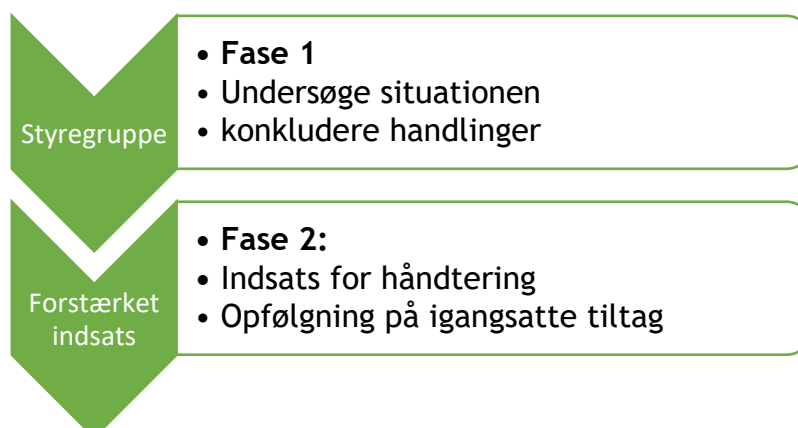 Styregruppe
• Fase 1
• Undersøge situationen
• konkludere handlinger
Forstærket
indsats
• Fase 2:
• Indsats for håndtering
• Opfølgning på igangsatte tiltag